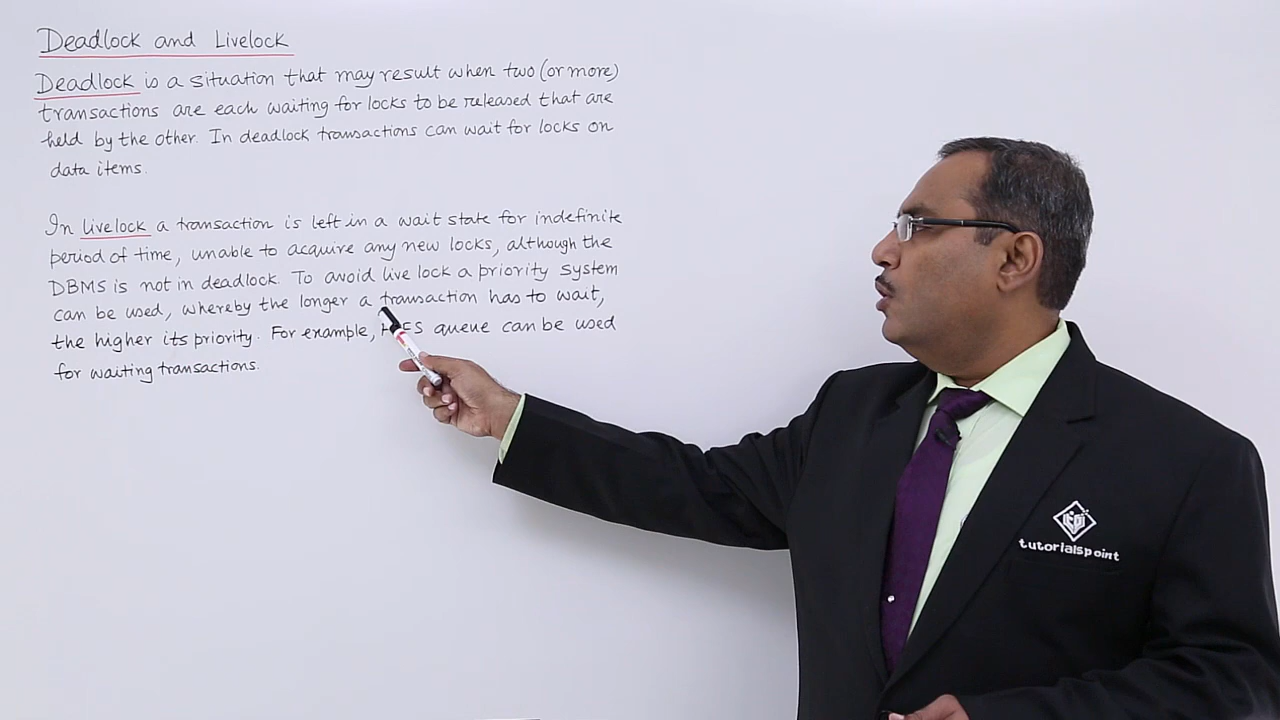 Deadlock and Livelock
Deadlock is a situation that may result when two (or more)
transactions are each waiting for locks to be released that are
held by the other. In deadlock transactions can wait for locks on
data items.
In livelock a transaction is left in a wait state for indefinite
period of time, unable to acquire any new locks, although the
DBMS is not in deadlock. To avoid live lock a priority system
can be used, whereby the longer a transaction has to wait,
the higher its priority. For example, queue can be used
for waiting transactions.
tutorialspoint